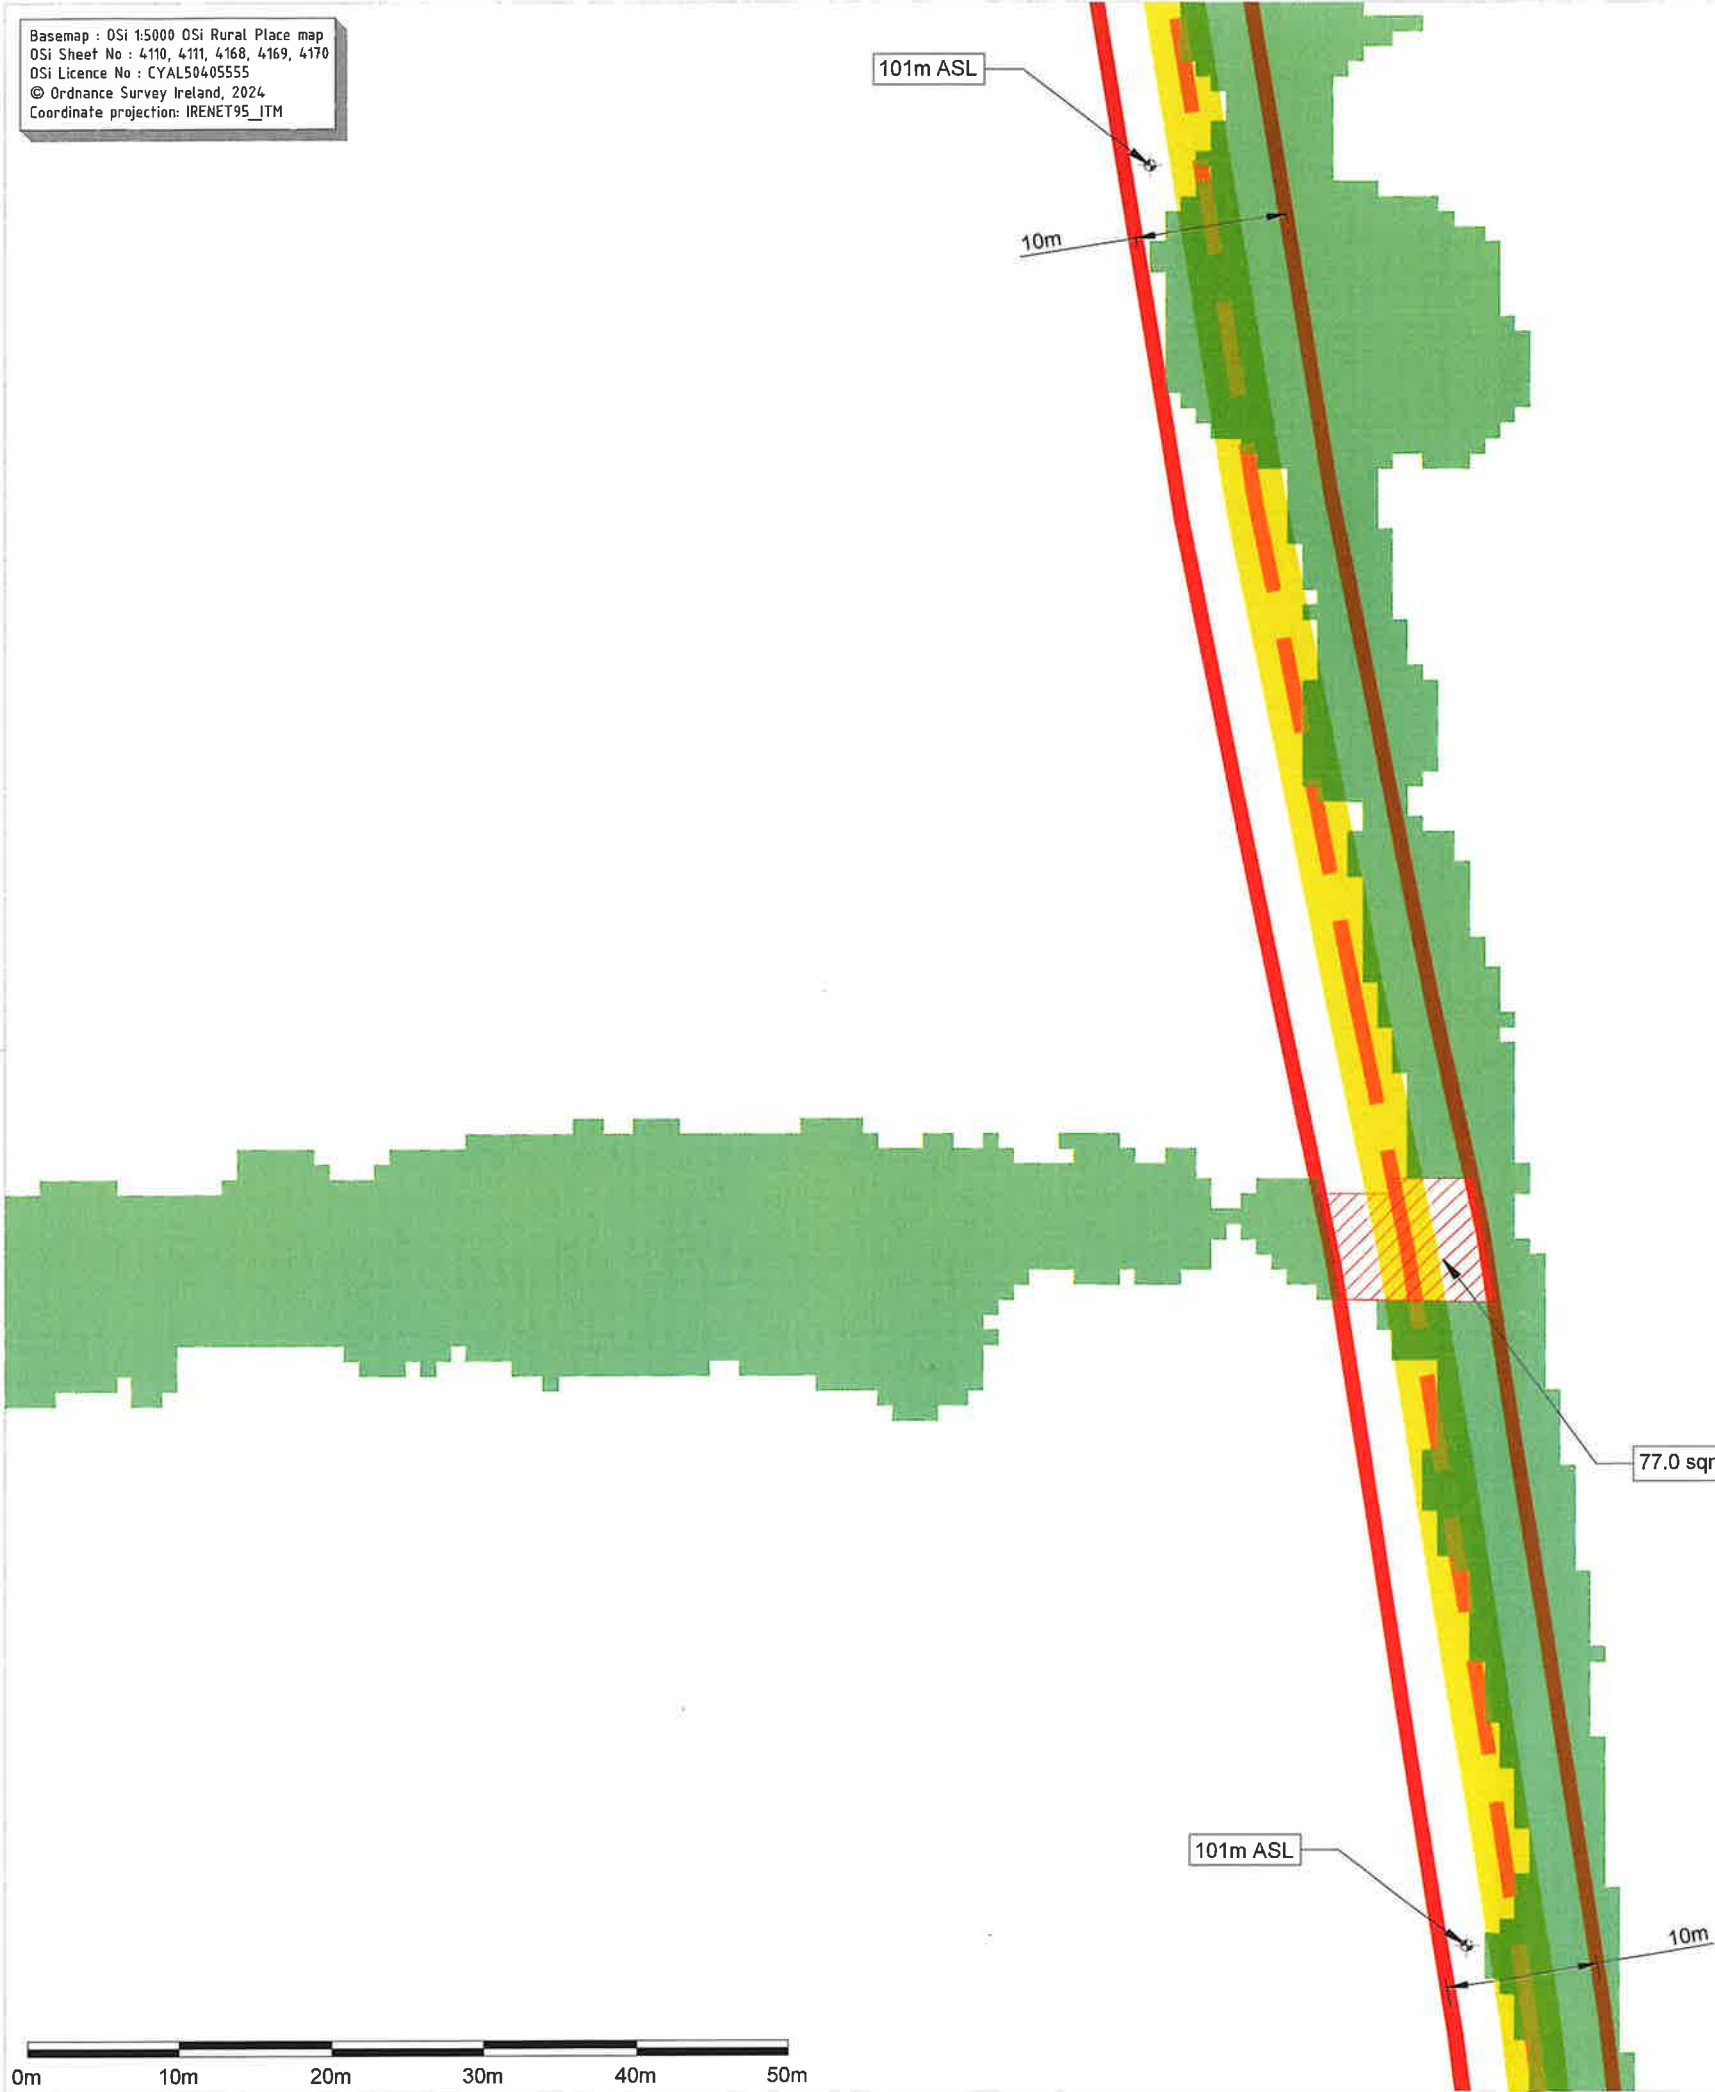 Basemap : OSi 1:5000 OSi Rural Place map
OSi Sheet No : 4110, 4111, 4168, 4169, 4170
OSi Licence No : CYAL50405555
© Ordnance Survey Ireland, 2024
Coordinate projection: IRENET95_ITM
101m ASL
10m
77.0
101m ASL
10m
0m 10m 20m 30m 40m 50m